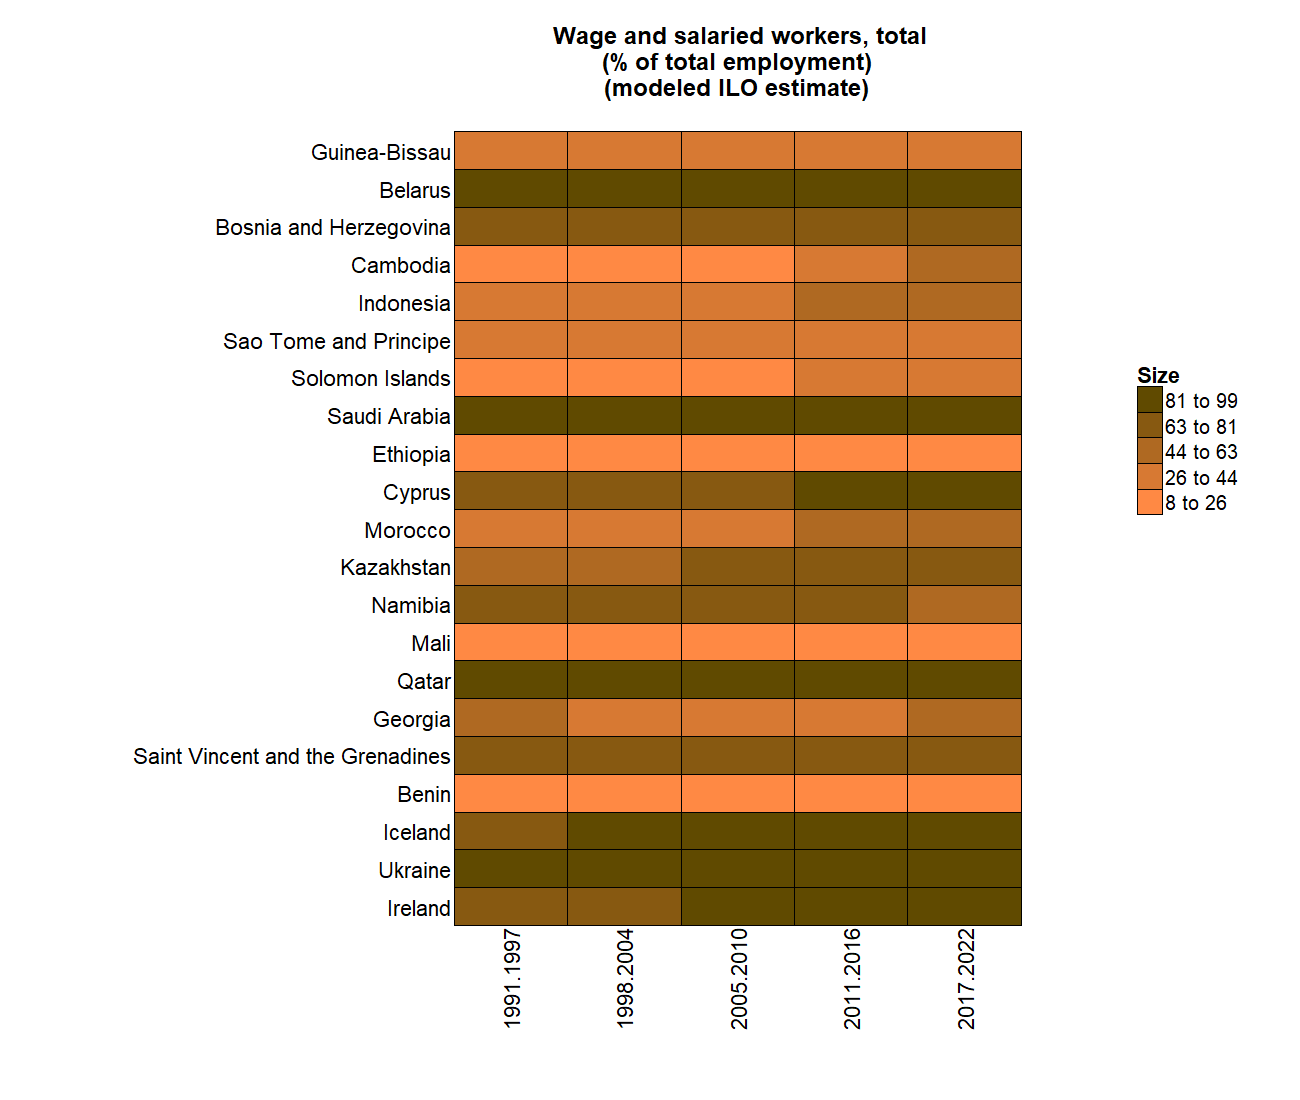 Wage and salaried workers, total
(% of total employment)
(modeled ILO estimate)
Guinea-Bissau
Belarus
Bosnia and Herzegovina
Cambodia
Indonesia
Sao Tome and Principe
Solomon Islands
Saudi Arabia
Ethiopia
Cyprus
Morocco
Kazakhstan
Namibia
Mali
Qatar
Georgia
Saint Vincent and the Grenadines
Benin
Iceland
Ukraine
Ireland
1991.1997
1998.2004
2005.2010
2011.2016
2017.2022
Size
81 to 99
63 to 81
44 to 63
26 to 44
8 to 26